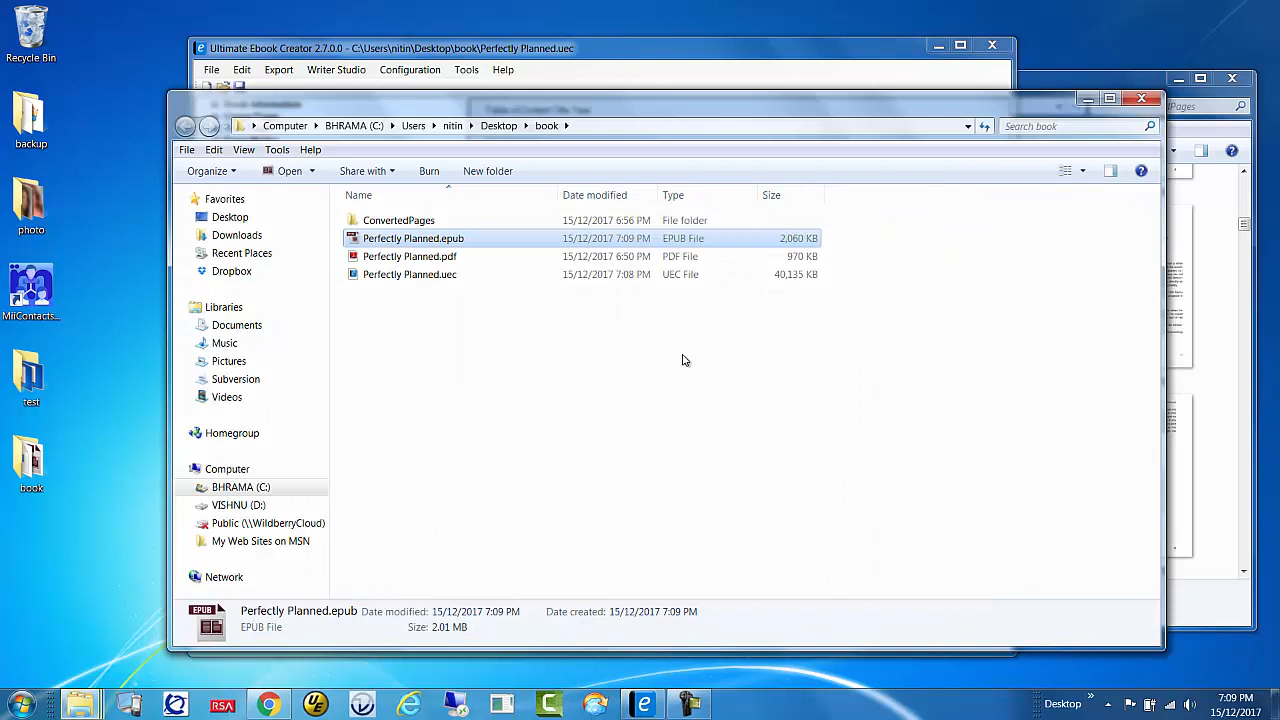 Recycle Bin
backup
photo
MiiContacts...
test
book
Ultimate Ebook Creator 2.7.0.0 - C:\Users\nitin\Desktop\book\Perfectly Planned.uec
File Edit Export Writer Studio Configuration Tools Help
Computer BHRAMA (C:) Users nitin Desktop book
Search book
File Edit View Tools Help
Organize Open Share with Burn New folder
Name Date modified Type Size
ConvertedPages 15/12/2017 6:56 PM File folder
Perfectly Planned.epub 15/12/2017 7:09 PM EPUB File 2,060 KB
Perfectly Planned.pdf 15/12/2017 6:50 PM PDF File 970 KB
Perfectly Planned.uec 15/12/2017 7:08 PM UEC File 40,135 KB
Favorites
Desktop
Downloads
Recent Places
Dropbox
Libraries
Documents
Music
Pictures
Subversion
Videos
Homegroup
Computer
BHRAMA (C:)
VISHNU (D:)
Public (\\WildberryCloud)
My Web Sites on MSN
Network
EPUB
Perfectly Planned.epub Date modified: 15/12/2017 7:09 PM Date created: 15/12/2017 7:09 PM
EPUB File Size: 2.01 MB
RSA
Desktop
7:09 PM
15/12/2017